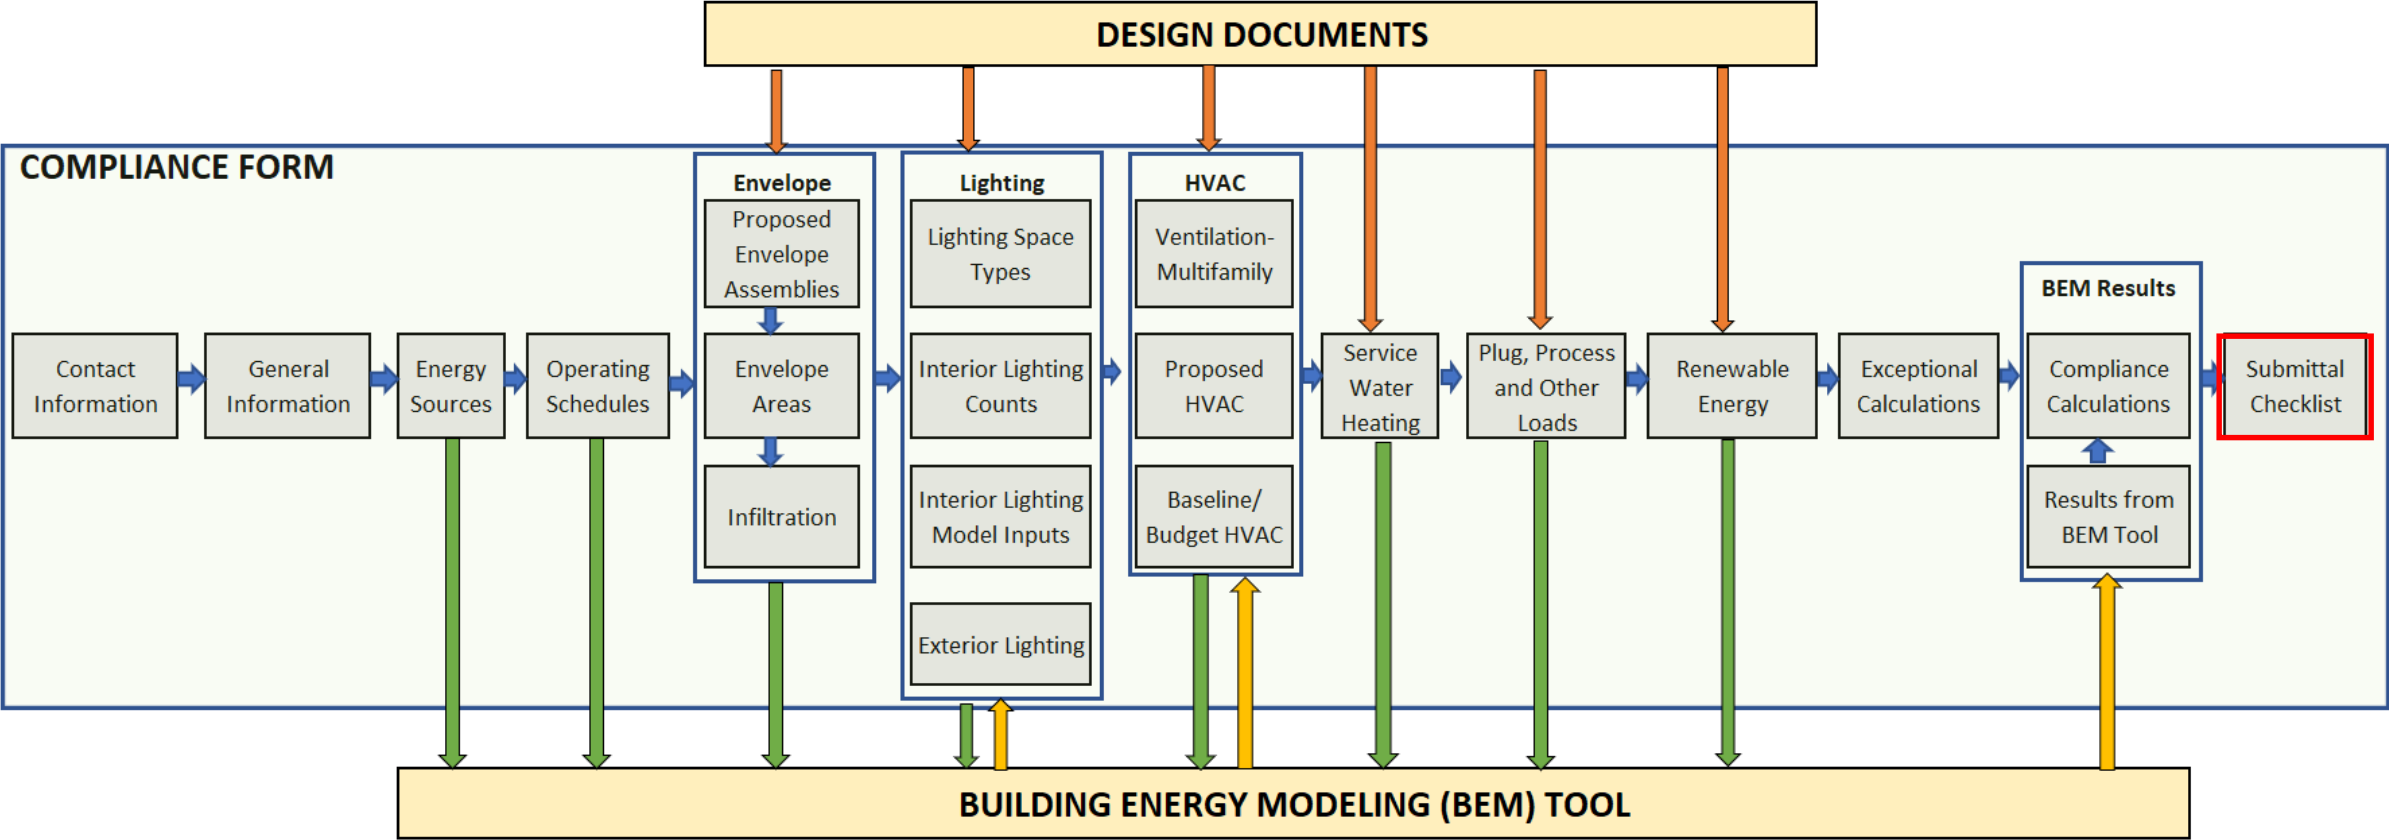 DESIGN DOCUMENTS
COMPLIANCE FORM
Contact
Information
General
Information
Energy
Sources
Operating
Schedules
Envelope
Proposed
Envelope
Assemblies
Envelope
Areas
Infiltration
Lighting
Lighting Space
Types
Interior Lighting
Counts
Interior Lighting
Model Inputs
Exterior Lighting
HVAC
Ventilation-
Multifamily
Proposed
HVAC
Baseline/
Budget HVAC
Service
Water
Heating
Plug, Process
and Other
Loads
Renewable
Energy
Exceptional
Calculations
BEM Results
Compliance
Calculations
Results from
BEM Tool
Submittal
Checklist
BUILDING ENERGY MODELING (BEM) TOOL